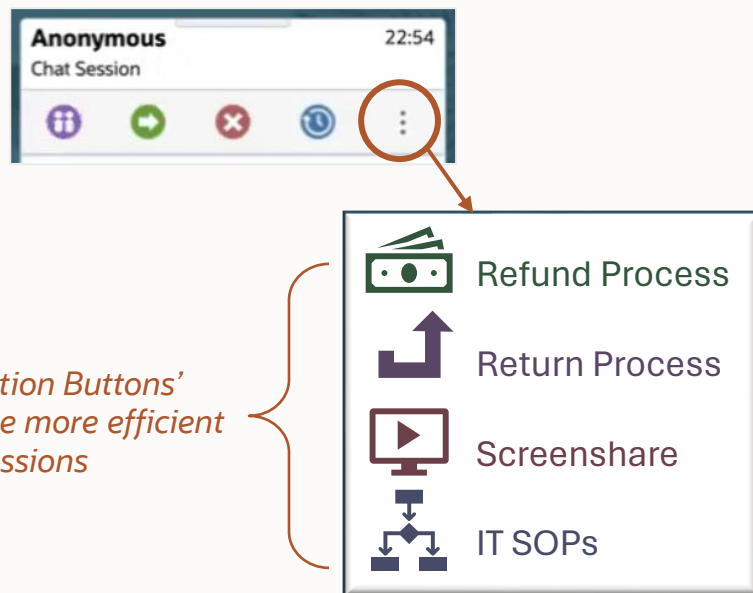 Anonymous
22:54
Chat Session
Refund Process
Return Process
tion Buttons’
e more efficient
ssions
Screenshare
IT SOPs